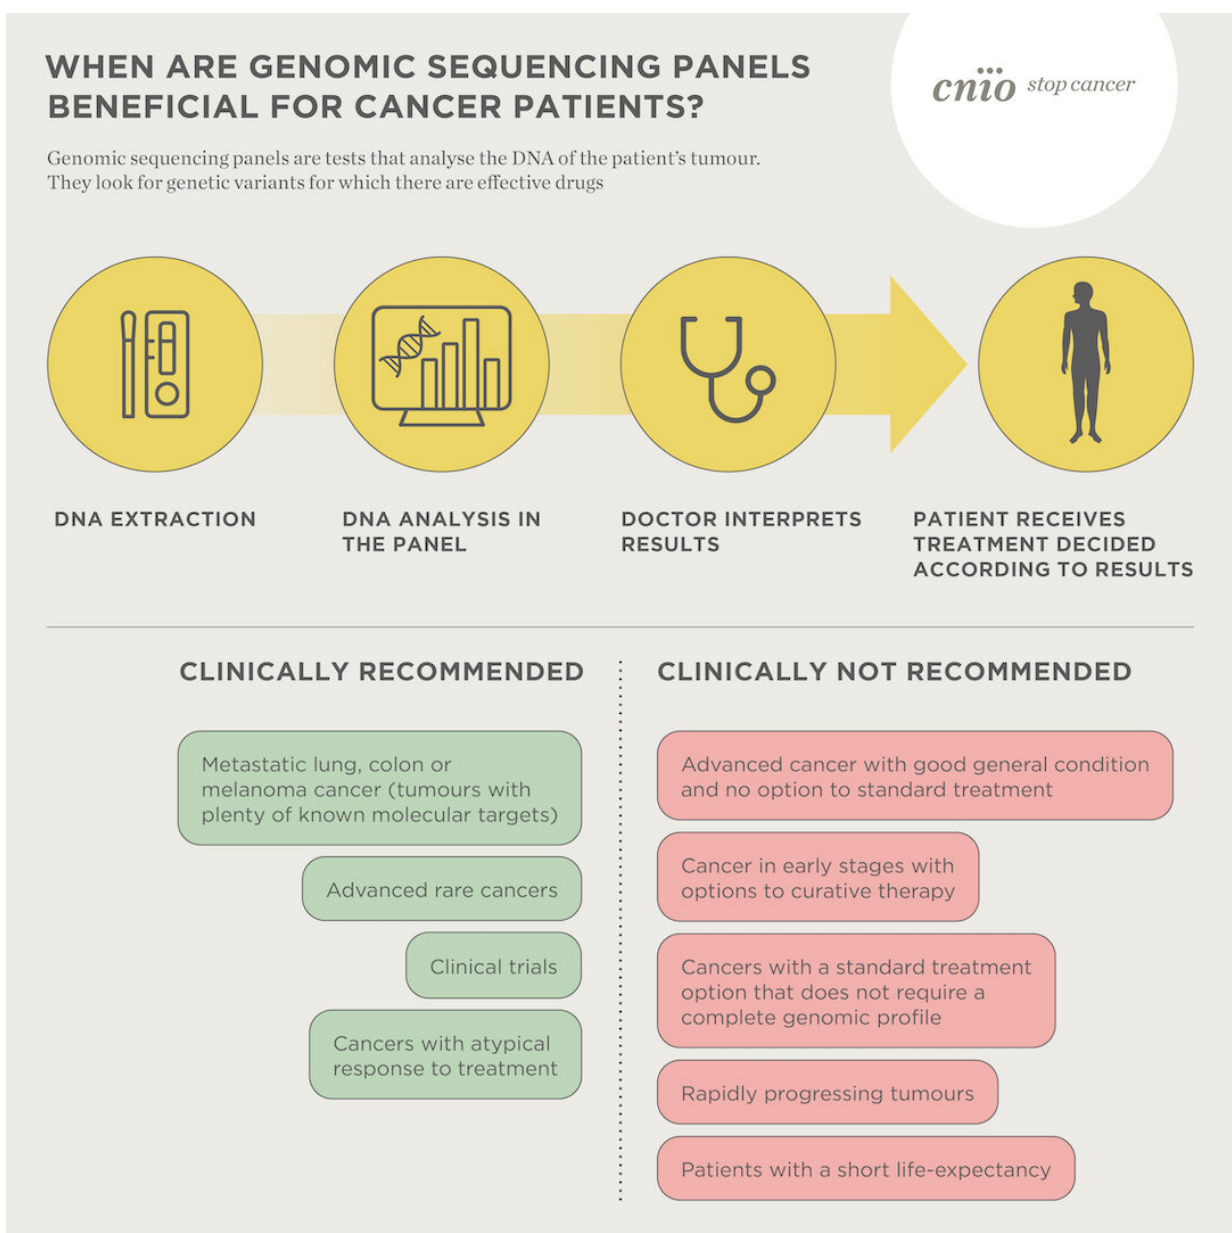 WHEN ARE GENOMIC SEQUENCING PANELS
BENEFICIAL FOR CANCER PATIENTS?
cnio stop cancer
Genomic sequencing panels are tests that analyse the DNA of the patient's tumour.
They look for genetic variants for which there are effective drugs
DNA EXTRACTION
DNA ANALYSIS IN
THE PANEL
DOCTOR INTERPRETS
RESULTS
PATIENT RECEIVES
TREATMENT DECIDED
ACCORDING TO RESULTS
CLINICALLY RECOMMENDED
Metastatic lung, colon or
melanoma cancer (tumours with
plenty of known molecular targets)
Advanced rare cancers
Clinical trials
Cancers with atypical
response to treatment
CLINICALLY NOT RECOMMENDED
Advanced cancer with good general condition
and no option to standard treatment
Cancer in early stages with
options to curative therapy
Cancers with a standard treatment
option that does not require a
complete genomic profile
Rapidly progressing tumours
Patients with a short life-expectancy